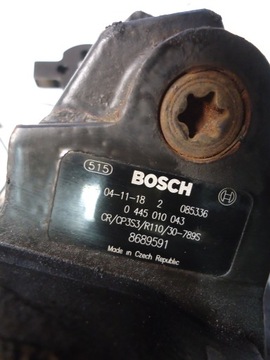 515
BOSCH
04-11-18 2 085336
0 445 010 043
CR/CP3S3/R110/30-789S
8689591
Made in Czech Republic